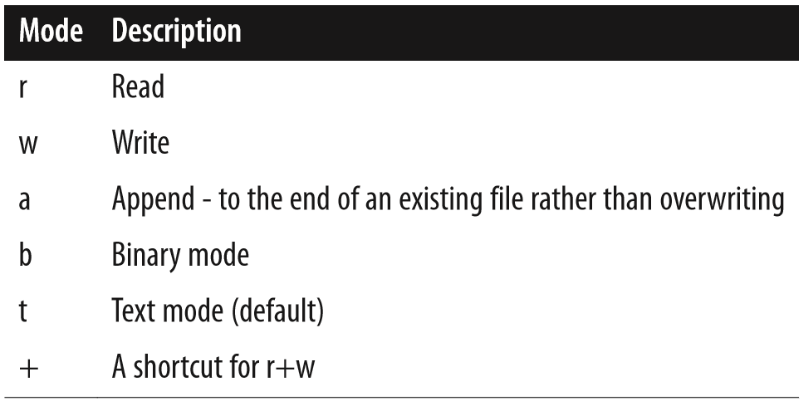 Mode Description
r Read
w Write
a Append - to the end of an existing file rather than overwriting
b Binary mode
t Text mode (default)
+ A shortcut for r+w